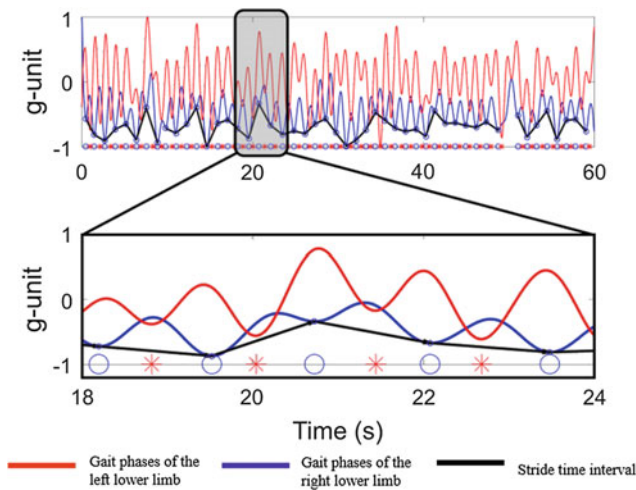 g-unit
1
0
-1
0
20
40
60
g-unit
1
0
-1
18
20
22
24
Time (s)
Gait phases of the
left lower limb
Gait phases of the
right lower limb
Stride time interval